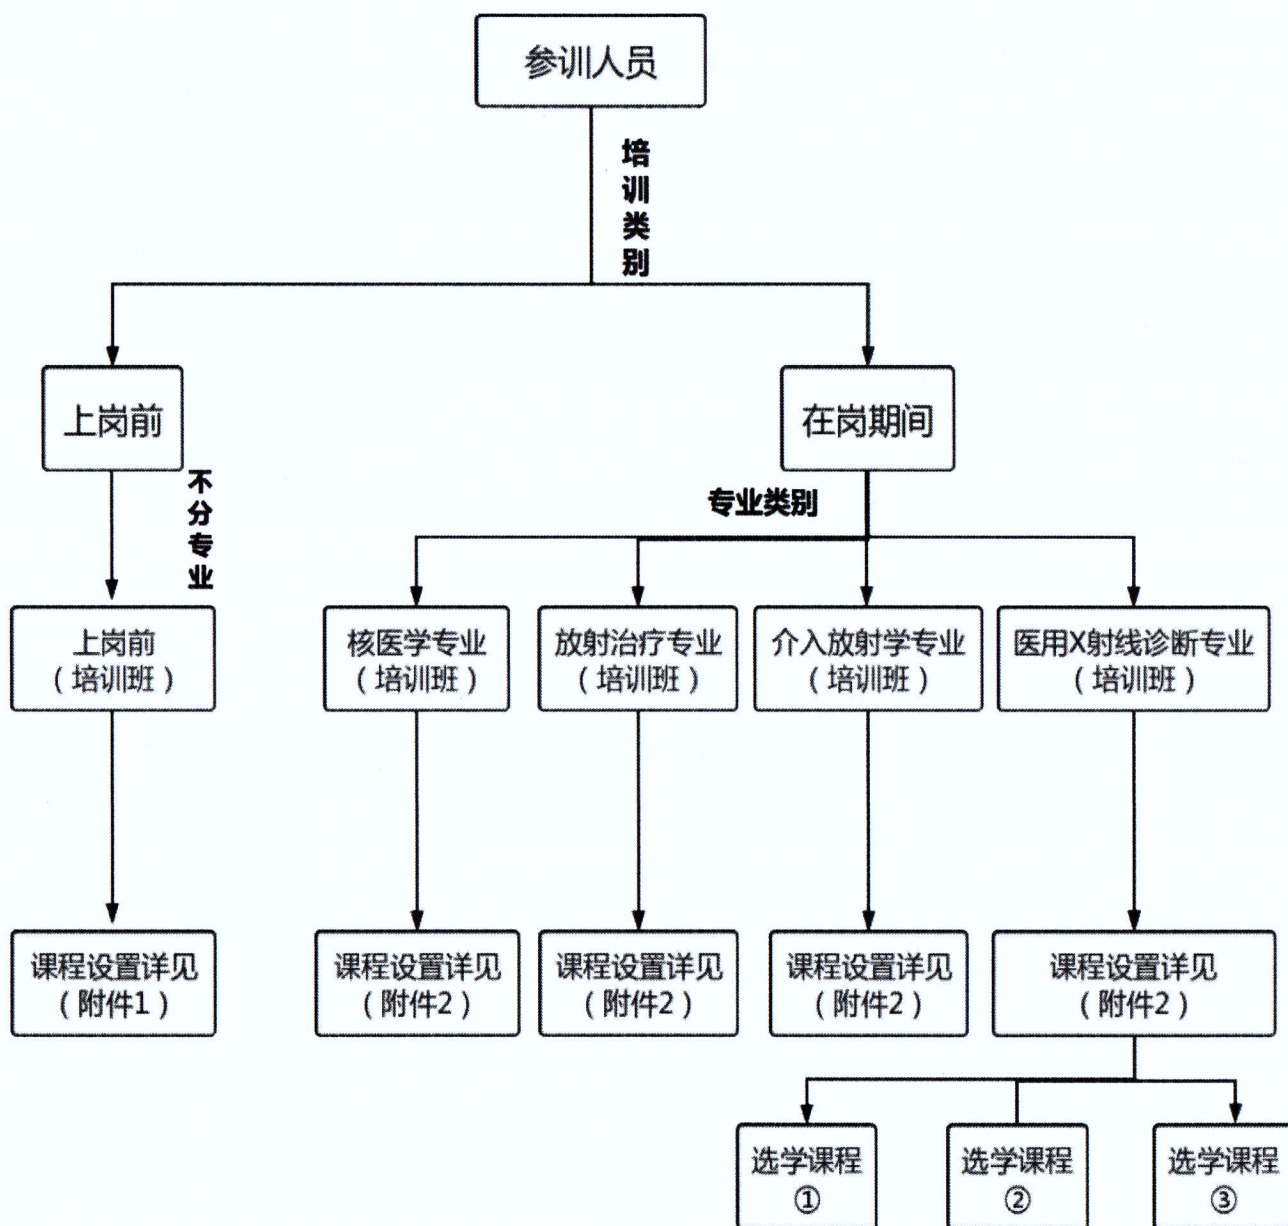 参训人员
培训类别
上岗前
在岗期间
不分专业
专业类别
上岗前
（培训班）
核医学专业
（培训班）
放射治疗专业
（培训班）
介入放射学专业
（培训班）
医用X射线诊断专业
（培训班）
课程设置详见
（附件1）
课程设置详见
（附件2）
课程设置详见
（附件2）
课程设置详见
（附件2）
课程设置详见
（附件2）
选学课程
①
选学课程
②
选学课程
③